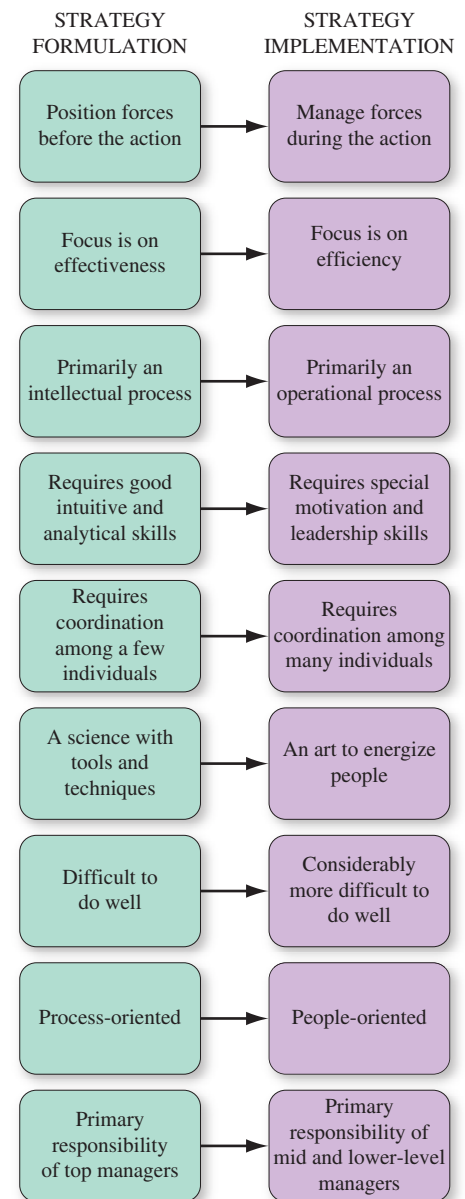 STRATEGY
FORMULATION
STRATEGY
IMPLEMENTATION
Position forces
before the action
Manage forces
during the action
Focus is on
effectiveness
Focus is on
efficiency
Primarily an
intellectual process
Primarily an
operational process
Requires good
intuitive and
analytical skills
Requires special
motivation and
leadership skills
Requires
coordination
among a few
individuals
Requires
coordination among
many individuals
A science with
tools and
techniques
An art to energize
people
Difficult to
do well
Considerably
more difficult to
do well
Process-oriented
People-oriented
Primary
responsibility
of top managers
Primary
responsibility of
mid and lower-level
managers